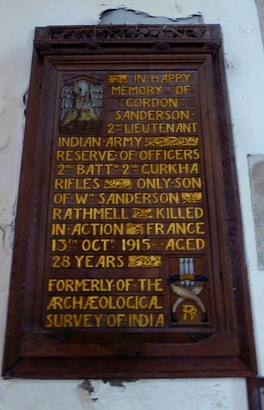 IN HAPPY
MEMORY OF
GORDON
SANDERSON
2ND LIEUTENANT
INDIAN ARMY
RESERVE OF OFFICERS
2ND BATTN 2ND GURKHA
RIFLES ONLY SON
OF WM SANDERSON
RATHMELL KILLED
IN ACTION FRANCE
13TH OCTR 1915 AGED
28 YEARS
FORMERLY OF THE
ARCHÆOLOGICAL
SURVEY OF INDIA